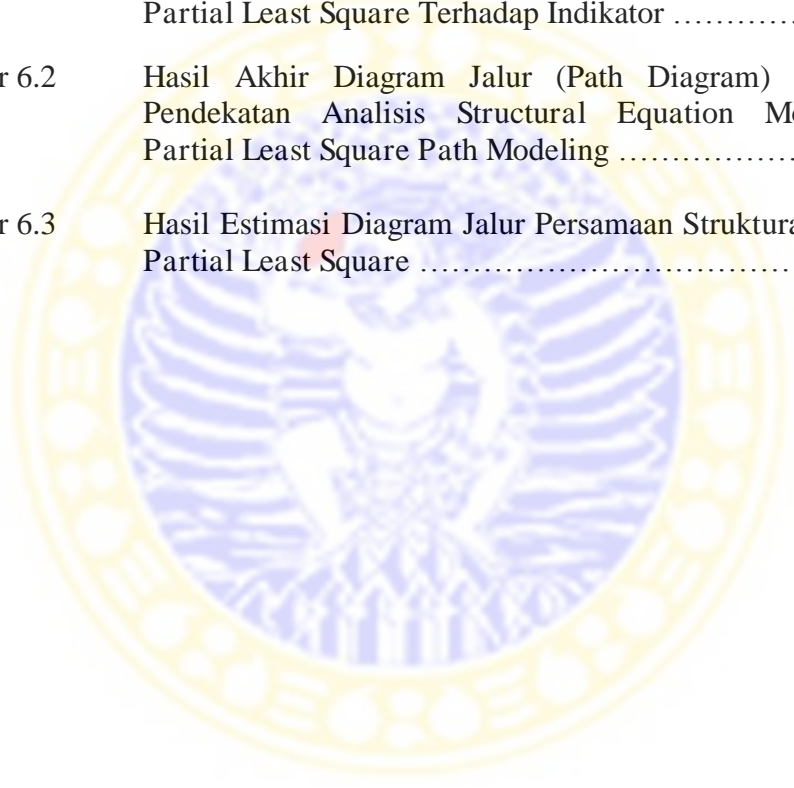 Partial Least Square Terhadap Indikator …………
r 6.2 Hasil Akhir Diagram Jalur (Path Diagram)
Pendekatan Analisis Structural Equation Mo
Partial Least Square Path Modeling ………………
r 6.3 Hasil Estimasi Diagram Jalur Persamaan Struktura
Partial Least Square ………………………………